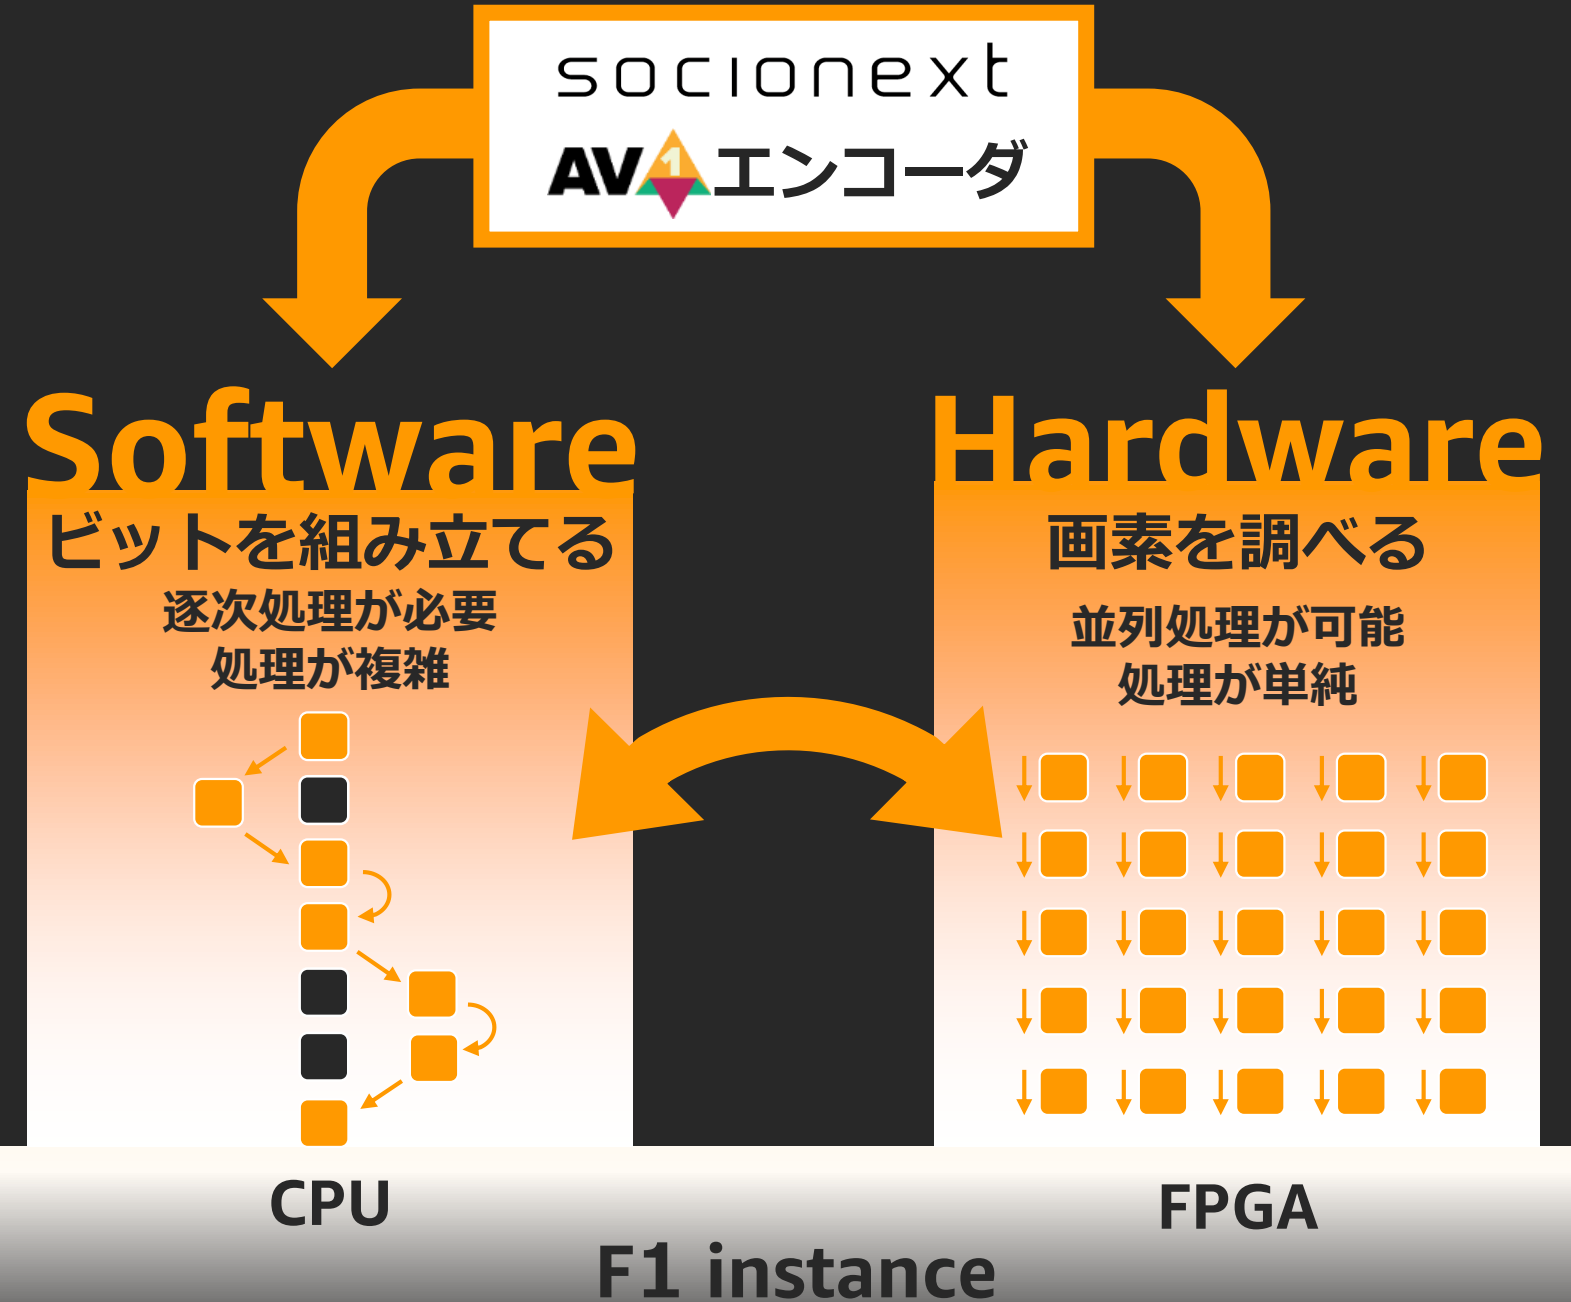 socionext
AV1エンコーダ
Software
ビットを組み立てる
逐次処理が必要
処理が複雑
Hardware
画素を調べる
並列処理が可能
処理が単純
CPU
FPGA
F1 instance